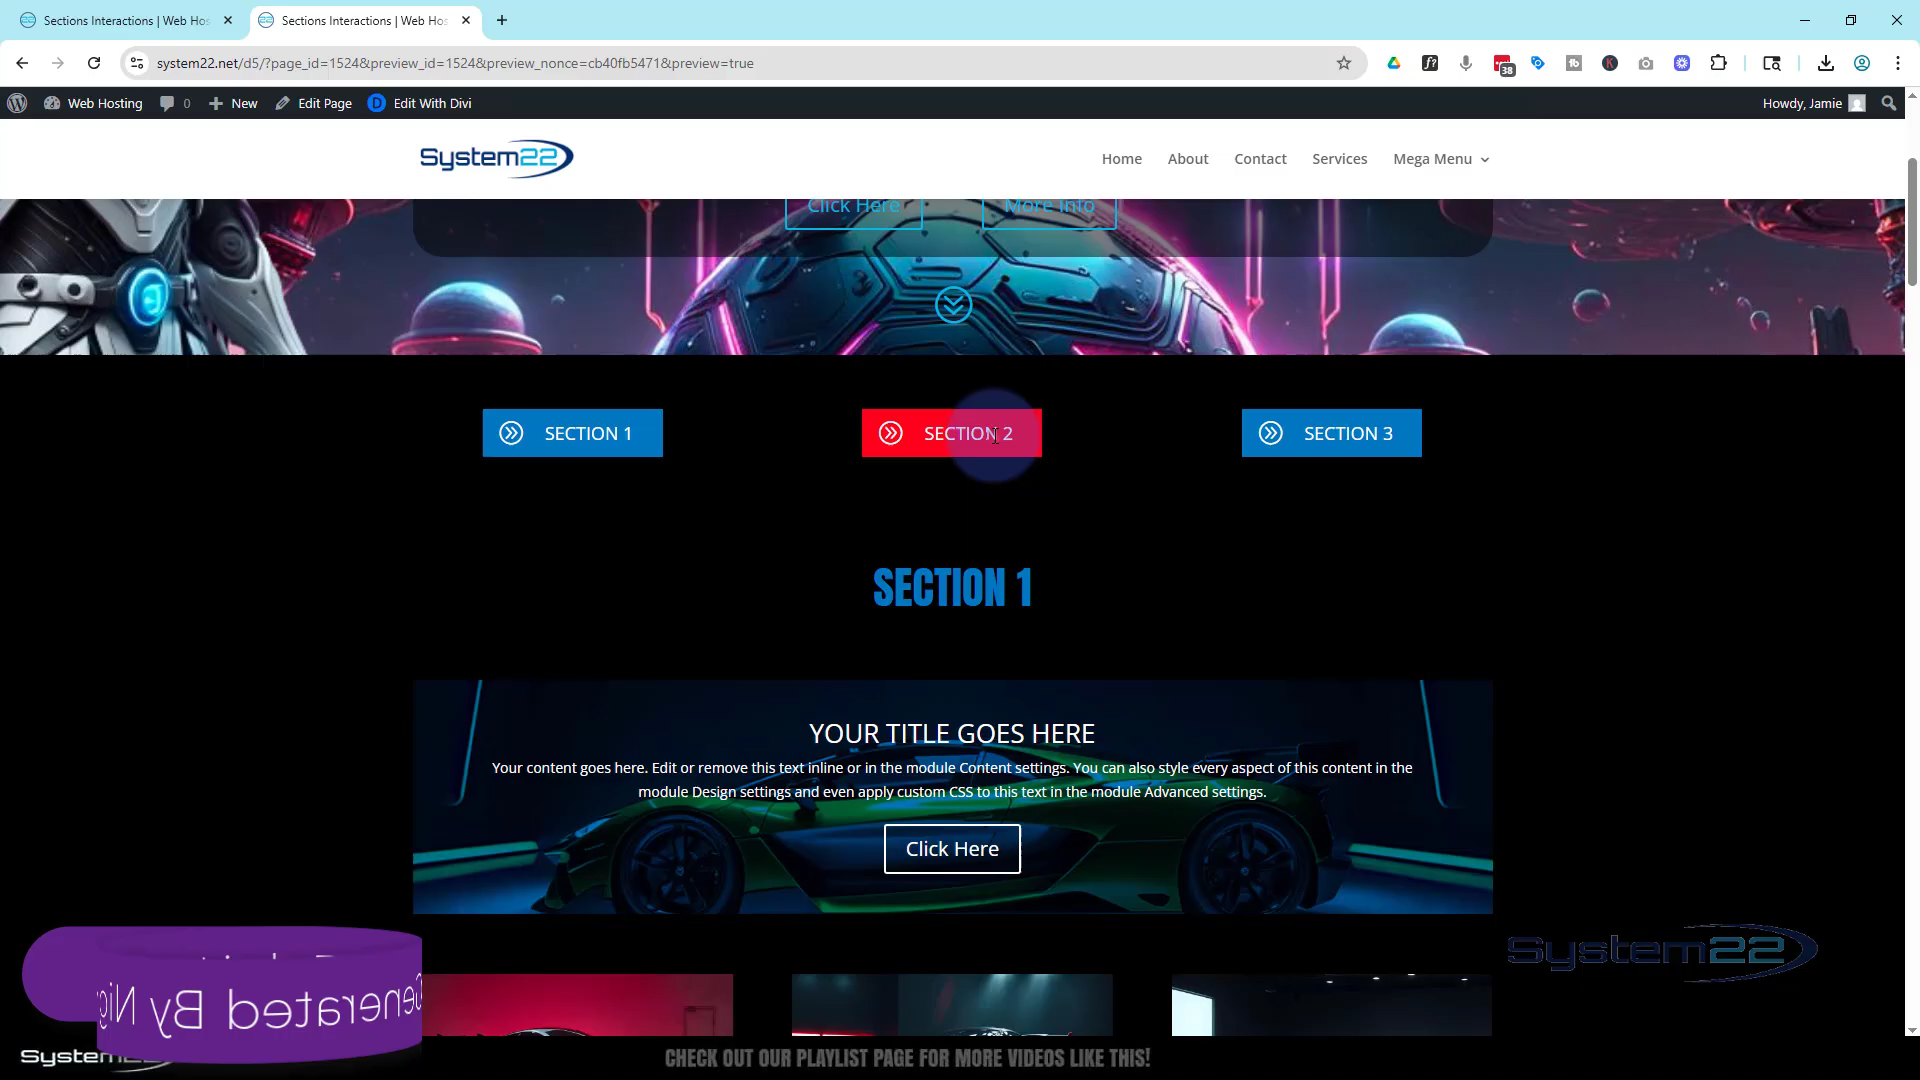 Sections Interactions | Web Hos
Sections Interactions | Web Hos
system22.net/d5/?page_id=1524&preview_id=1524&preview_nonce=cb40fb5471&preview=true
38
Web Hosting 0 New Edit Page Edit With Divi Howdy, Jamie
System22 Home About Contact Services Mega Menu
Click Here More Info
SECTION 1 SECTION 2 SECTION 3
SECTION 1
YOUR TITLE GOES HERE
Your content goes here. Edit or remove this text inline or in the module Content settings. You can also style every aspect of this content in the
module Design settings and even apply custom CSS to this text in the module Advanced settings.
Click Here
System22
Generated By
CHECK OUT OUR PLAYLIST PAGE FOR MORE VIDEOS LIKE THIS!